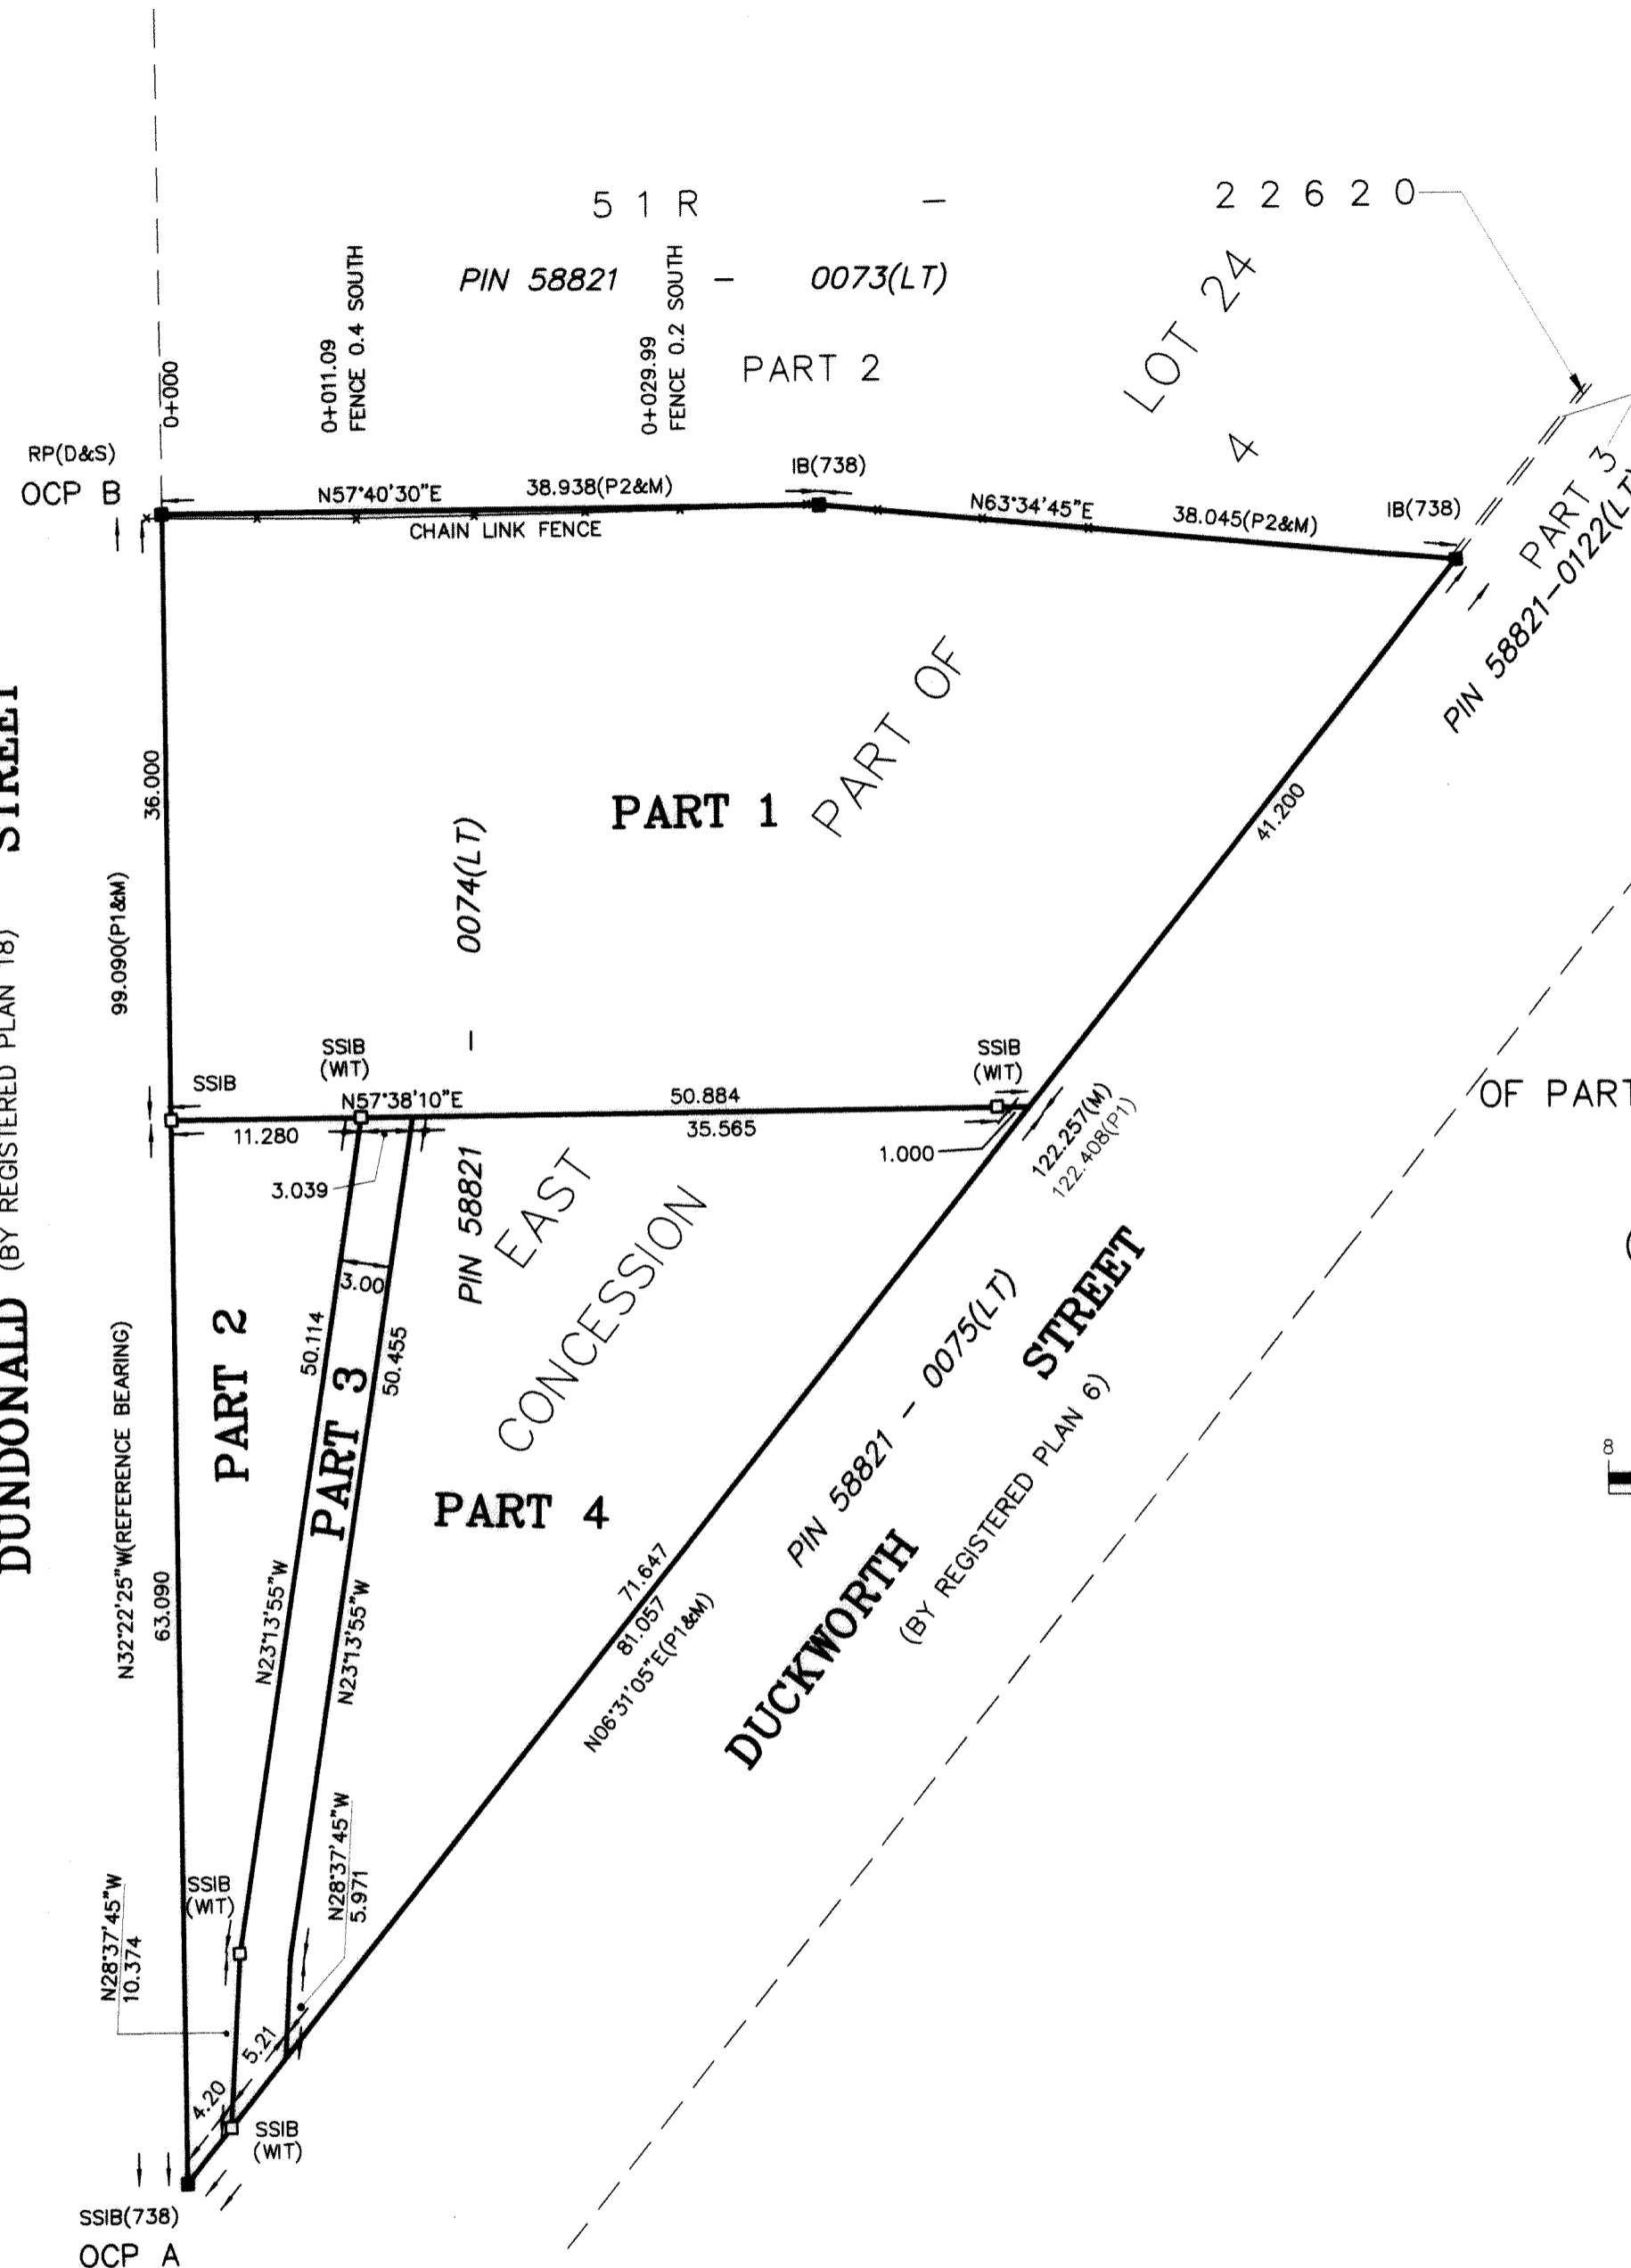 51R - 22620
PIN 58821 - 0073(LT)
PART 2
LOT 24
4
0+000
0+011.09
FENCE 0.4 SOUTH
0+029.99
FENCE 0.2 SOUTH
RP(D&S)
OCP B
N57°40'30"E 38.938(P2&M)
CHAIN LINK FENCE
IB(738)
N63°34'45"E 38.045(P2&M)
IB(738)
PART 3
PIN 58821-0122(LT)
STREET
DUNDONALD (BY REGISTERED PLAN 18)
36.000
99.090(P1&M)
PART 1
PART OF
41.200
PIN 58821 - 0074(LT)
SSIB
SSIB
(WIT)
N57°38'10"E 50.884
SSIB
(WIT)
11.280
3.039
35.565
1.000
122.257(M)
122.408(P1)
OF PART
EAST
CONCESSION
3.00
50.114
50.455
PART 2
PART 3
PART 4
N32°22'25"W(REFERENCE BEARING)
63.090
N23°13'55"W
N23°13'55"W
71.647
81.057
N06°31'05"E(P1&M)
PIN 58821 - 0075(LT)
DUCKWORTH STREET
(BY REGISTERED PLAN 6)
8
N28°37'45"W
5.971
SSIB
(WIT)
N28°37'45"W
10.374
5.21
4.20
SSIB
(WIT)
SSIB(738)
OCP A